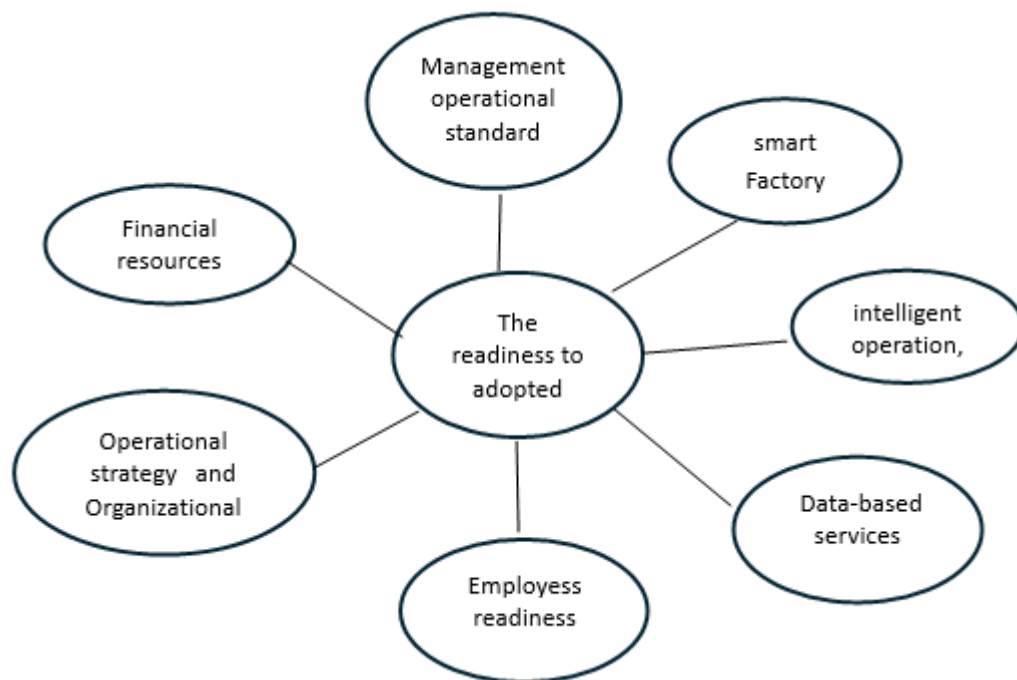 Management
operational
standard
smart
Factory
Financial
resources
The
readiness to
adopted
intelligent
operation,
Operational
strategy and
Organizational
Data-based
services
Employess
readiness